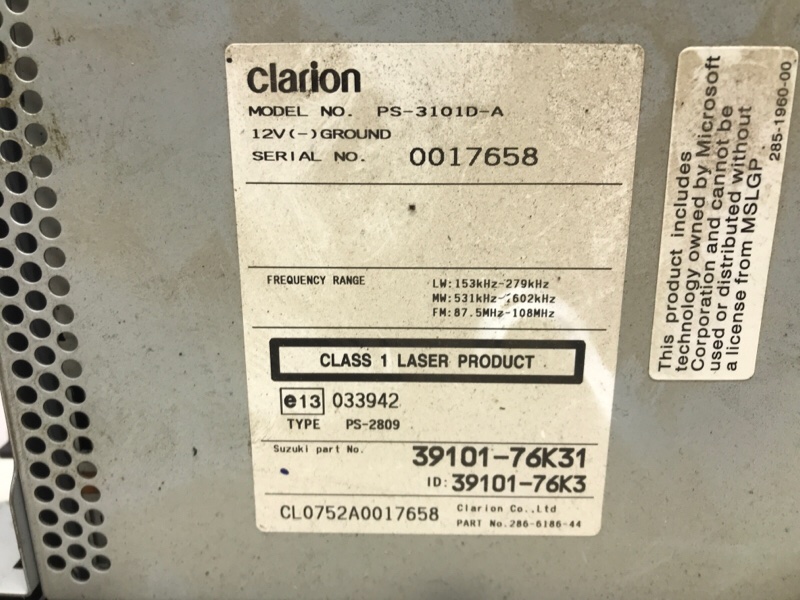 clarion
MODEL NO. PS-3101D-A
12V(-)GROUND
SERIAL NO. 0017658
FREQUENCY RANGE LW:153kHz-279kHz
MW:531kHz-1602kHz
FM:87.5MHz-108MHz
CLASS 1 LASER PRODUCT
e13 033942
TYPE PS-2809
Suzuki part No. 39101-76K31
ID: 39101-76K3
CL0752A0017658 Clarion Co.,Ltd
PART No.286-6186-44
This product includes
technology owned by Microsoft
Corporation and cannot be
used or distributed without
a license from MSLGP.
285-1960-00